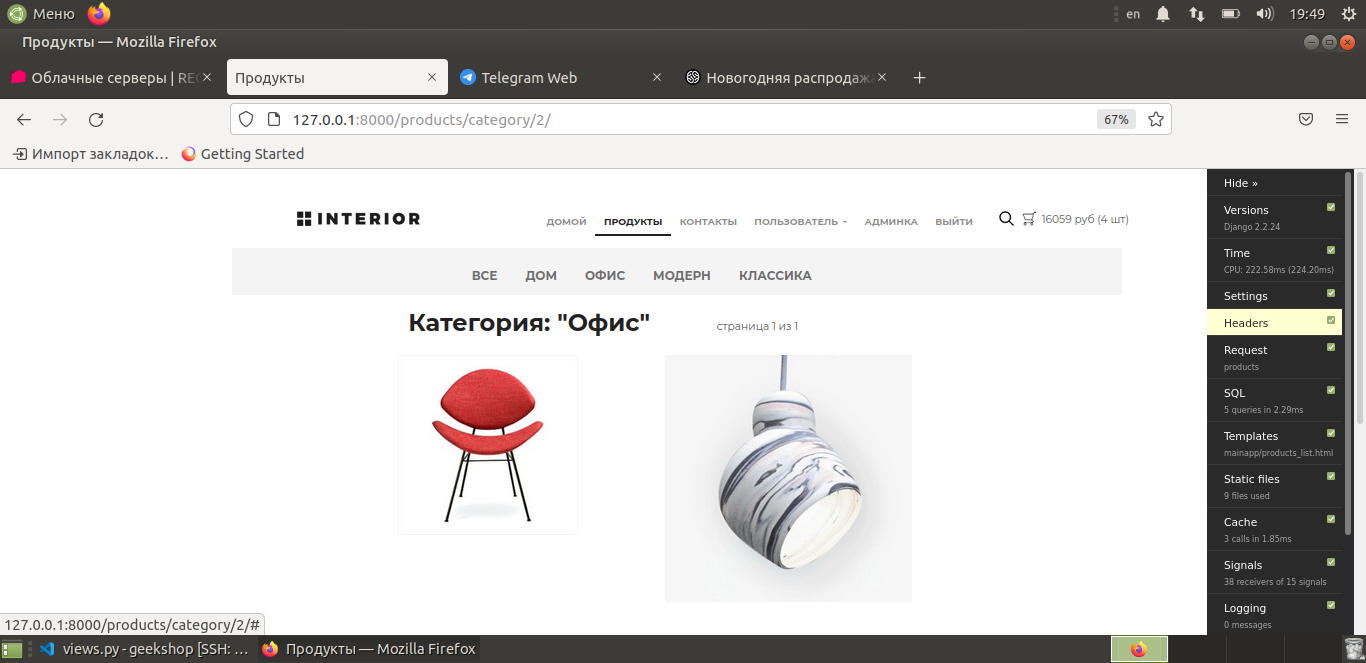 Меню
en
19:49
Продукты — Mozilla Firefox
Облачные серверы | RE
Продукты
Telegram Web
Новогодняя распродажа
127.0.0.1:8000/products/category/2/
67%
Импорт закладок…
Getting Started
INTERIOR
ДОМОЙ
ПРОДУКТЫ
КОНТАКТЫ
ПОЛЬЗОВАТЕЛЬ
АДМИНКА
ВЫЙТИ
16059 руб (4 шт)
ВСЕ
ДОМ
ОФИС
МОДЕРН
КЛАССИКА
Категория: "Офис"
страница 1 из 1
Hide »
Versions
Django 2.2.24
Time
CPU: 222.58ms (224.20ms)
Settings
Headers
Request
products
SQL
5 queries in 2.29ms
Templates
mainapp/products_list.html
Static files
9 files used
Cache
3 calls in 1.85ms
Signals
38 receivers of 15 signals
Logging
0 messages
127.0.0.1:8000/products/category/2/#
views.py - geekshop [SSH: …
Продукты — Mozilla Firefox